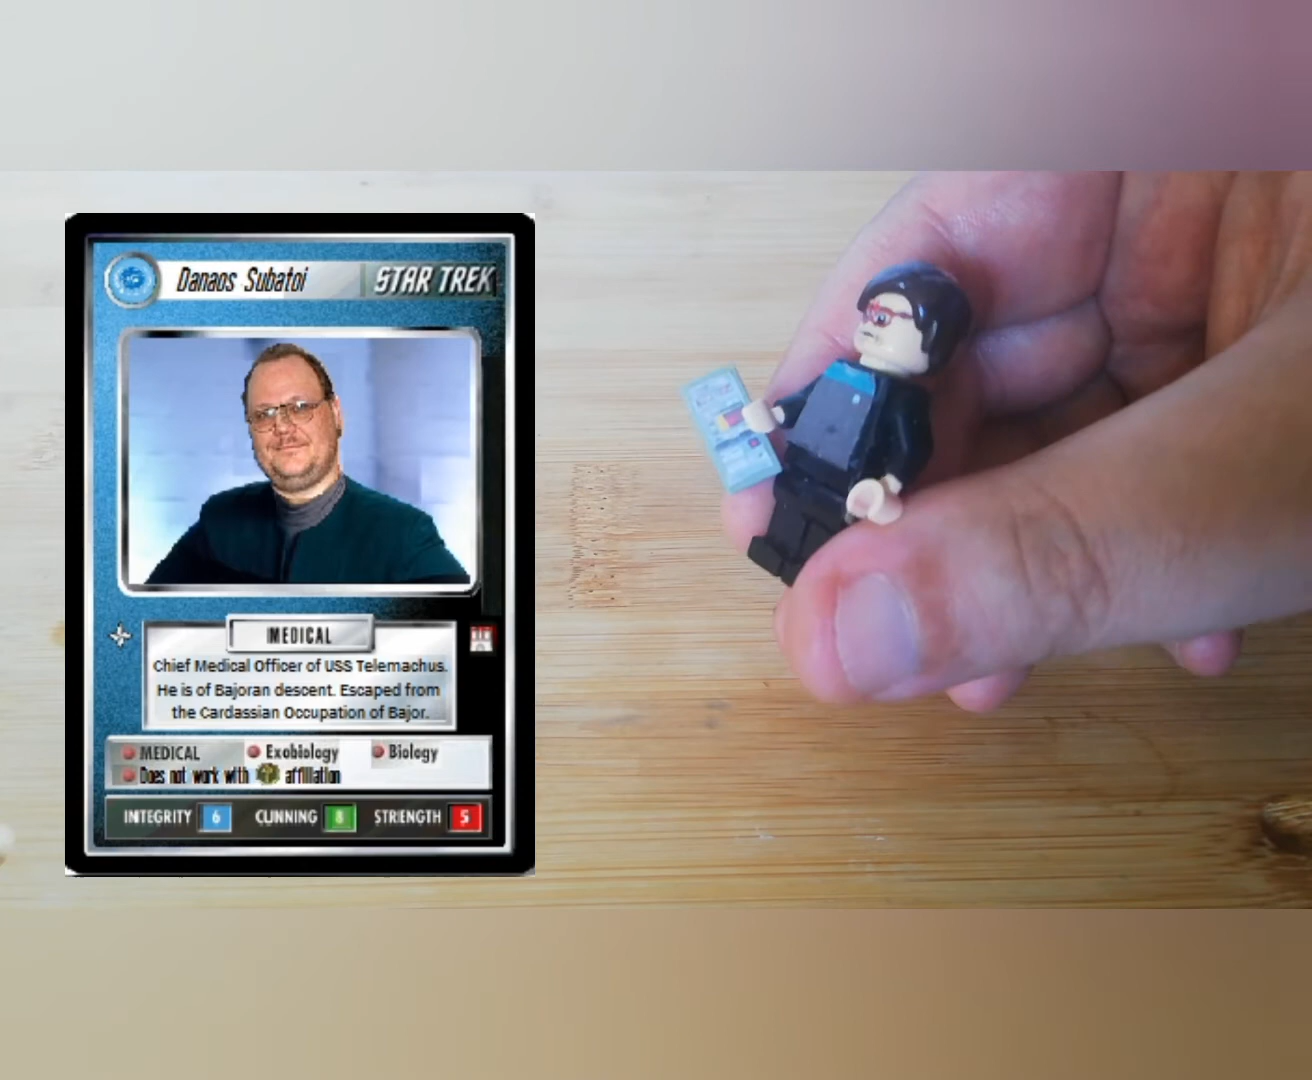 Danaos Subatoi STAR TREK
MEDICAL
Chief Medical Officer of USS Telemachus.
He is of Bajoran descent. Escaped from
the Cardassian Occupation of Bajor.
MEDICAL Exobiology Biology
Does not work with affiliation
INTEGRITY 6 CUNNING 8 STRENGTH 5